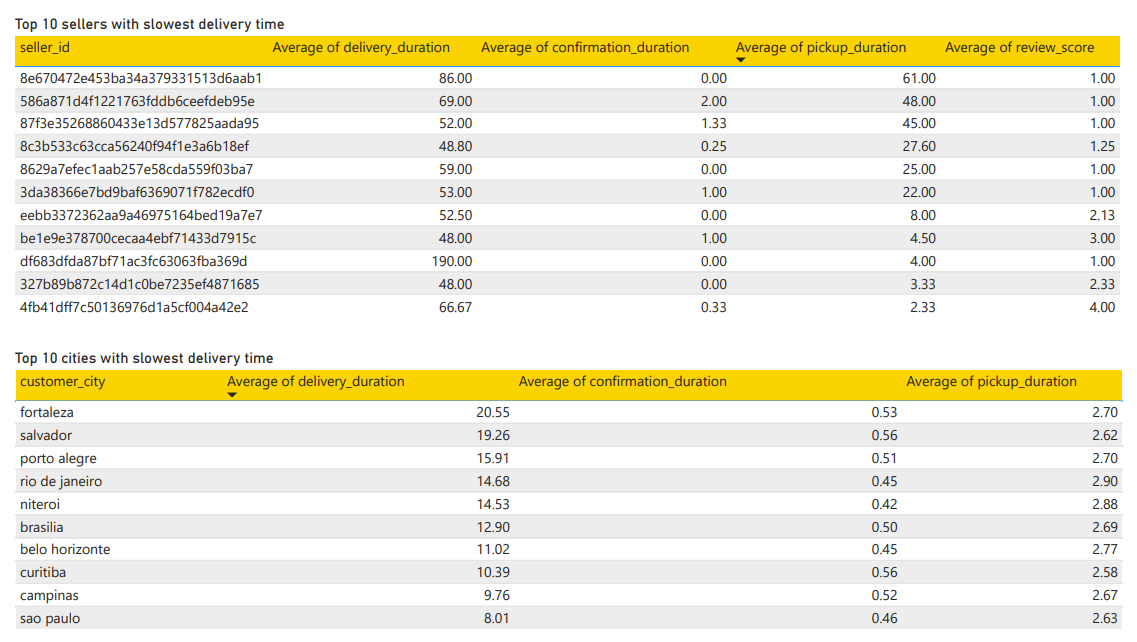 Top 10 sellers with slowest delivery time
seller_id Average of delivery_duration Average of confirmation_duration Average of pickup_duration Average of review_score
8e670472e453ba34a379331513d6aab1 86.00 0.00 61.00 1.00
586a871d4f1221763fddb6ceefdeb95e 69.00 2.00 48.00 1.00
87f3e35268860433e13d577825aada95 52.00 1.33 45.00 1.00
8c3b533c63cca56240f94f1e3a6b18ef 48.80 0.25 27.60 1.25
8629a7efec1aab257e58cda559f03ba7 59.00 0.00 25.00 1.00
3da38366e7bd9baf6369071f782ecdf0 53.00 1.00 22.00 1.00
eebb3372362aa9a46975164bed19a7e7 52.50 0.00 8.00 2.13
be1e9e378700cecaa4ebf71433d7915c 48.00 1.00 4.50 3.00
df683dfda87bf71ac3fc63063fba369d 190.00 0.00 4.00 1.00
327b89b872c14d1c0be7235ef4871685 48.00 0.00 3.33 2.33
4fb41dff7c50136976d1a5cf004a42e2 66.67 0.33 2.33 4.00
Top 10 cities with slowest delivery time
customer_city Average of delivery_duration Average of confirmation_duration Average of pickup_duration
fortaleza 20.55 0.53 2.70
salvador 19.26 0.56 2.62
porto alegre 15.91 0.51 2.70
rio de janeiro 14.68 0.45 2.90
niteroi 14.53 0.42 2.88
brasilia 12.90 0.50 2.69
belo horizonte 11.02 0.45 2.77
curitiba 10.39 0.56 2.58
campinas 9.76 0.52 2.67
sao paulo 8.01 0.46 2.63